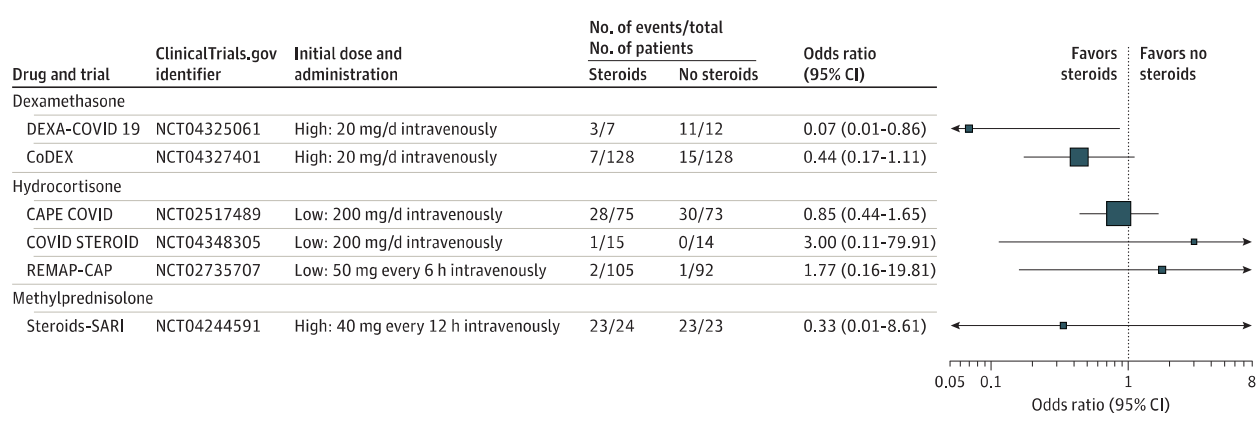 No. of events/total
No. of patients
Drug and trial ClinicalTrials.gov identifier Initial dose and administration Steroids No steroids Odds ratio (95% CI) Favors steroids Favors no steroids
Dexamethasone
DEXA-COVID 19 NCT04325061 High: 20 mg/d intravenously 3/7 11/12 0.07 (0.01-0.86)
CoDEX NCT04327401 High: 20 mg/d intravenously 7/128 15/128 0.44 (0.17-1.11)
Hydrocortisone
CAPE COVID NCT02517489 Low: 200 mg/d intravenously 28/75 30/73 0.85 (0.44-1.65)
COVID STEROID NCT04348305 Low: 200 mg/d intravenously 1/15 0/14 3.00 (0.11-79.91)
REMAP-CAP NCT02735707 Low: 50 mg every 6 h intravenously 2/105 1/92 1.77 (0.16-19.81)
Methylprednisolone
Steroids-SARI NCT04244591 High: 40 mg every 12 h intravenously 23/24 23/23 0.33 (0.01-8.61)
0.05 0.1 1 8
Odds ratio (95% CI)